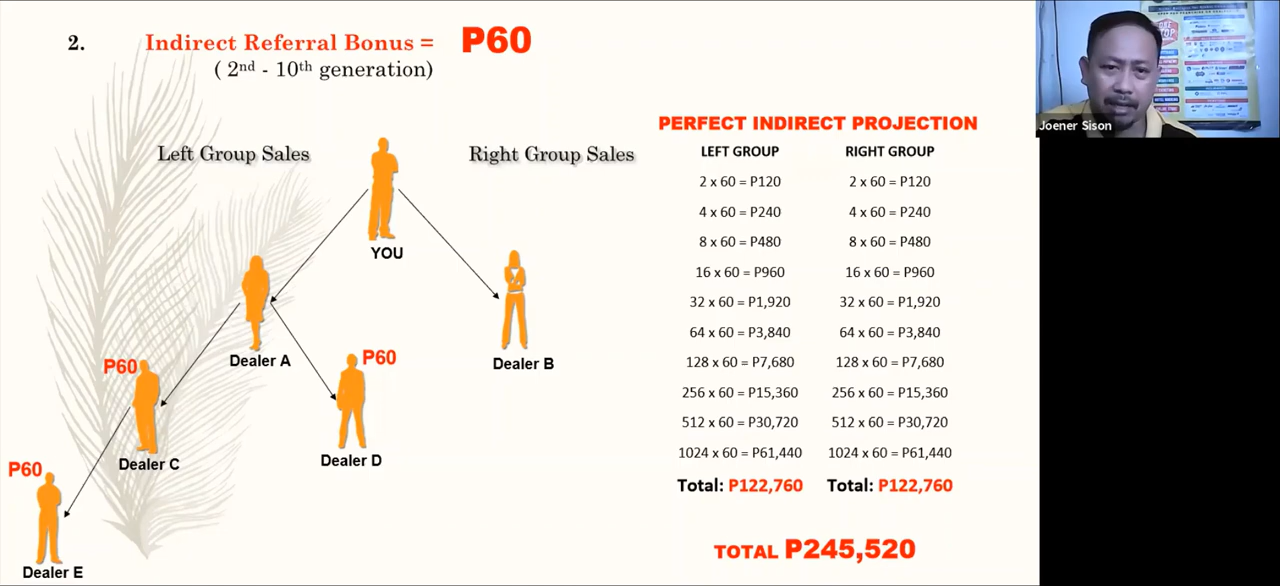 2. Indirect Referral Bonus = P60
( 2nd - 10th generation)
Left Group Sales
Right Group Sales
YOU
Dealer A
Dealer B
P60
P60
Dealer C
Dealer D
P60
Dealer E
PERFECT INDIRECT PROJECTION
LEFT GROUP RIGHT GROUP
2 x 60 = P120 2 x 60 = P120
4 x 60 = P240 4 x 60 = P240
8 x 60 = P480 8 x 60 = P480
16 x 60 = P960 16 x 60 = P960
32 x 60 = P1,920 32 x 60 = P1,920
64 x 60 = P3,840 64 x 60 = P3,840
128 x 60 = P7,680 128 x 60 = P7,680
256 x 60 = P15,360 256 x 60 = P15,360
512 x 60 = P30,720 512 x 60 = P30,720
1024 x 60 = P61,440 1024 x 60 = P61,440
Total: P122,760 Total: P122,760
TOTAL P245,520
Joener Sison